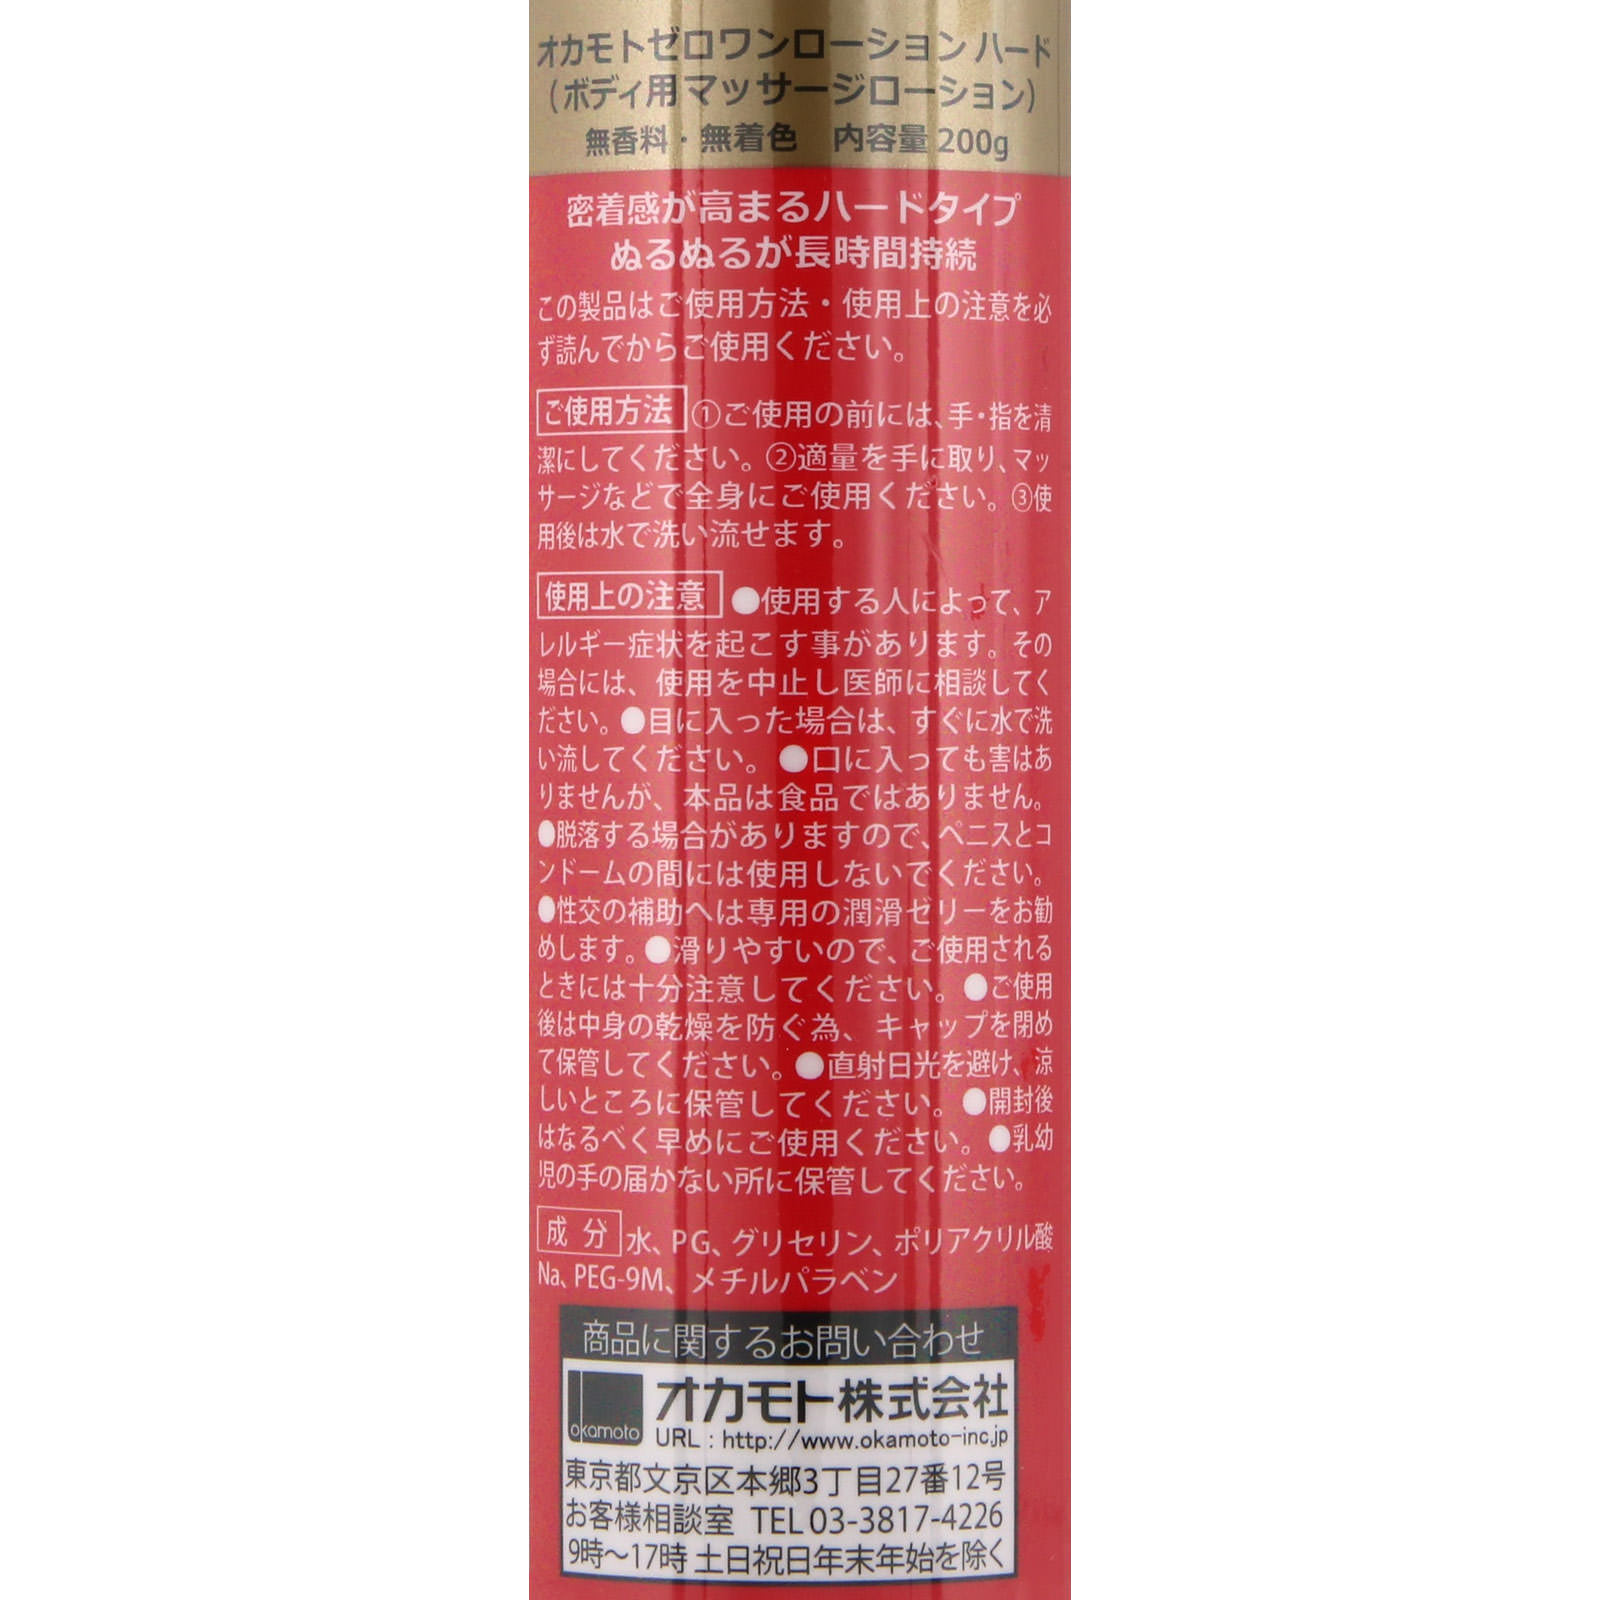 オカモトゼロワンローション ハード
(ボディ用マッサージローション)
無香料・無着色 内容量 200g
密着感が高まるハードタイプ
ぬるぬるが長時間持続
この製品はご使用方法・使用上の注意を必
ず読んでからご使用ください。
ご使用方法 ①ご使用の前には、手・指を清
潔にしてください。②適量を手に取り、マッ
サージなどで全身にご使用ください。③使
用後は水で洗い流せます。
使用上の注意 ●使用する人によって、ア
レルギー症状を起こす事があります。その
場合には、使用を中止し医師に相談してく
ださい。●目に入った場合は、すぐに水で洗
い流してください。●口に入っても害はあ
りませんが、本品は食品ではありません。
●脱落する場合がありますので、ペニスとコ
ンドームの間には使用しないでください。
●性交の補助へは専用の潤滑ゼリーをお勧
めします。●滑りやすいので、ご使用される
ときには十分注意してください。●ご使用
後は中身の乾燥を防ぐ為、キャップを閉め
て保管してください。●直射日光を避け、涼
しいところに保管してください。●開封後
はなるべく早めにご使用ください。●乳幼
児の手の届かない所に保管してください。
成分 水、PG、グリセリン、ポリアクリル酸
Na、PEG-9M、メチルパラベン
商品に関するお問い合わせ
okamoto
オカモト株式会社
URL : http://www.okamoto-inc.jp
東京都文京区本郷3丁目27番12号
お客様相談室 TEL 03-3817-4226
9時～17時 土日祝日年末年始を除く